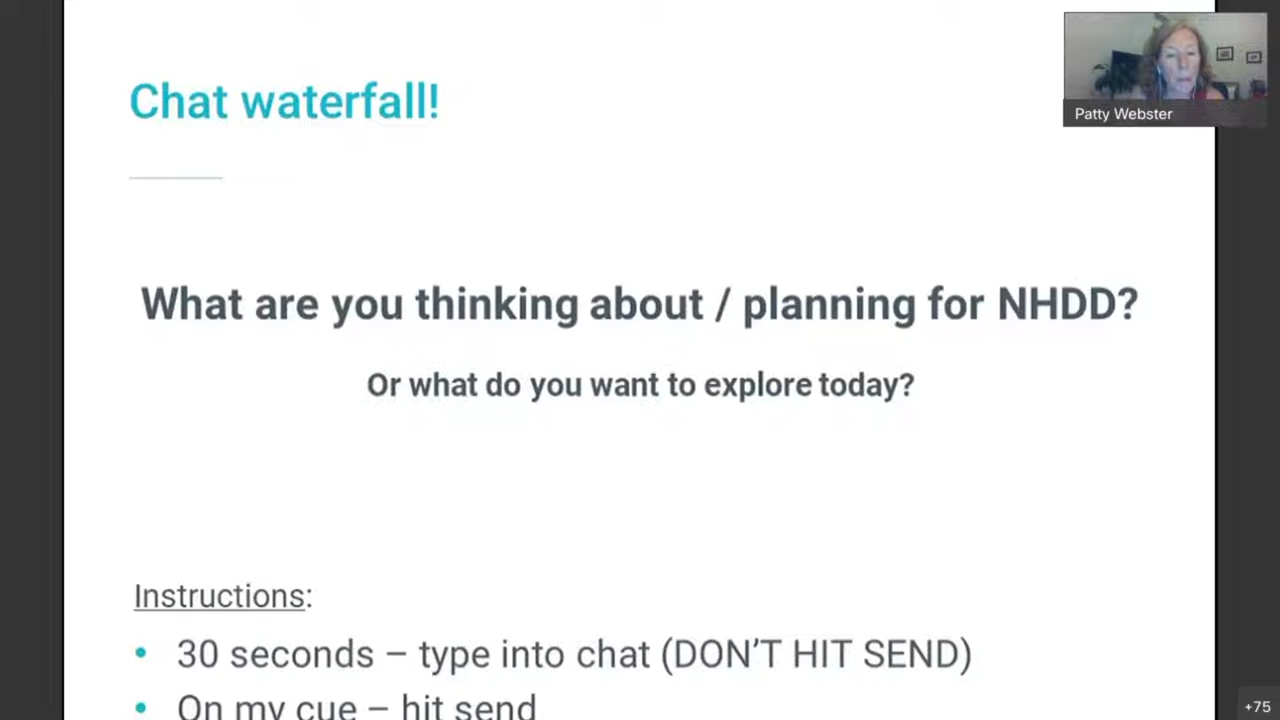 Chat waterfall!
Patty Webster
What are you thinking about / planning for NHDD?
Or what do you want to explore today?
Instructions:
• 30 seconds – type into chat (DON’T HIT SEND)
• On my cue – hit send
+75